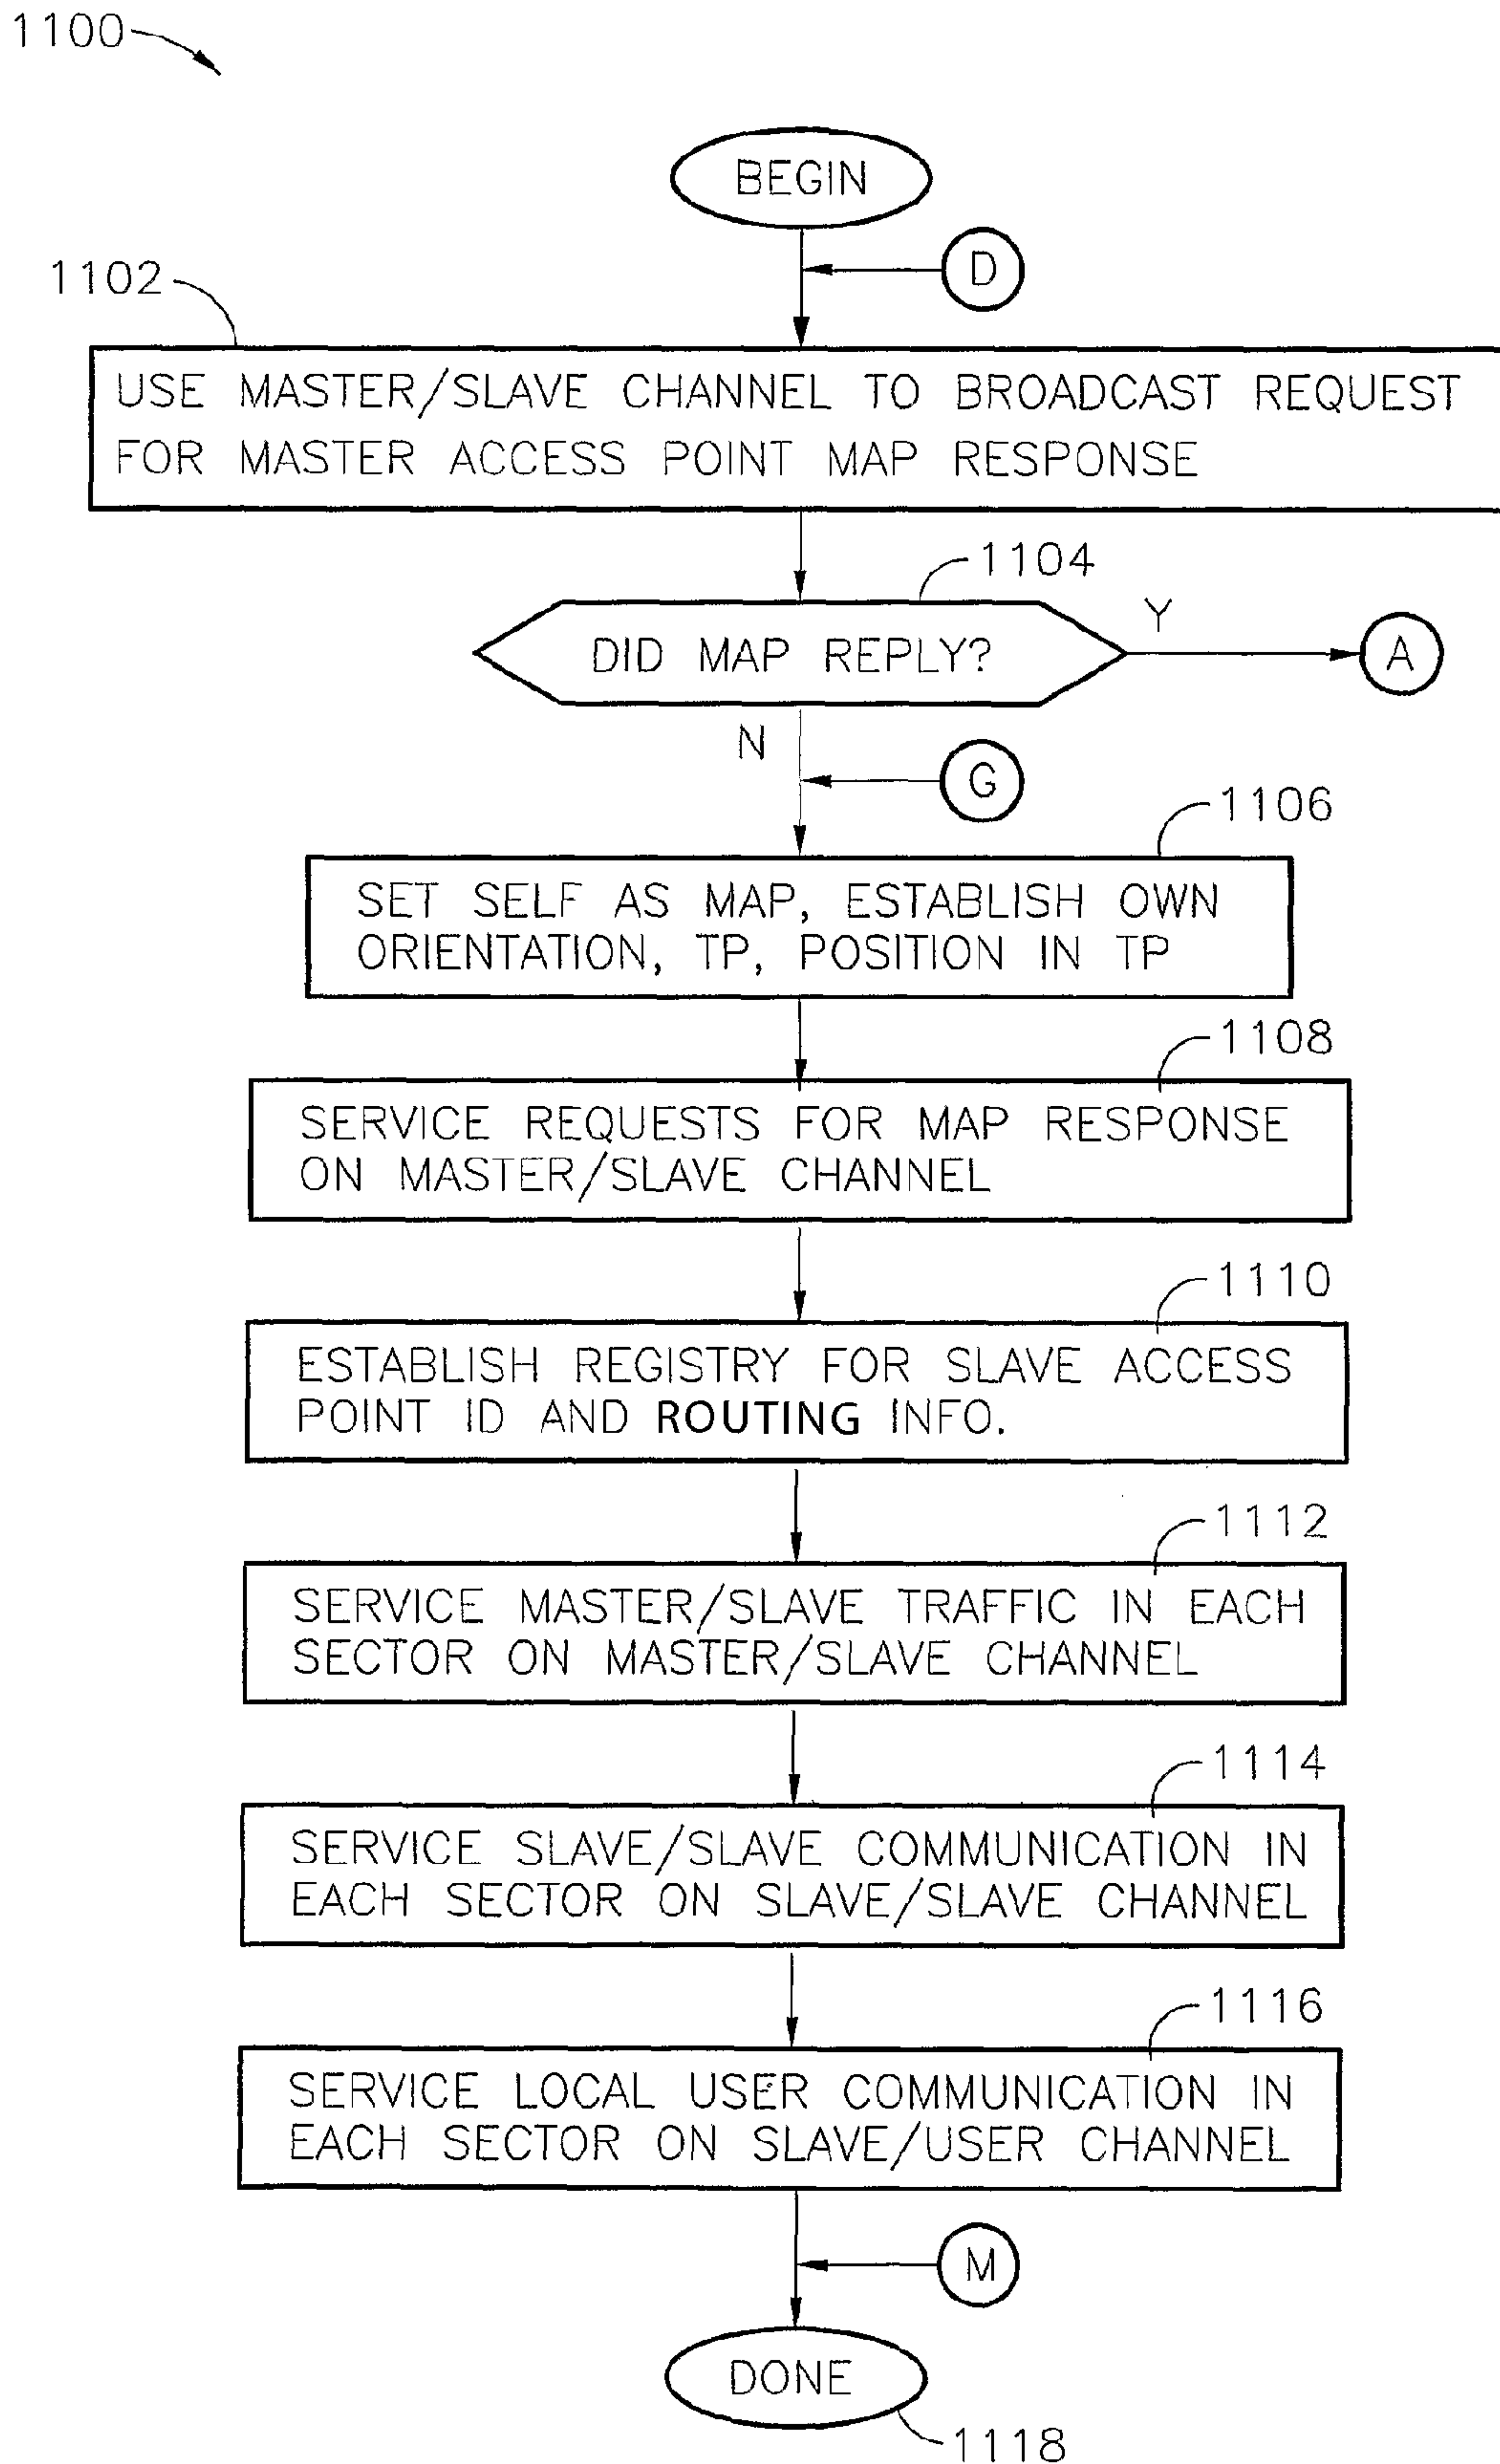 1100
BEGIN
D
1102
USE MASTER/SLAVE CHANNEL TO BROADCAST REQUEST
FOR MASTER ACCESS POINT MAP RESPONSE
1104
DID MAP REPLY?
Y
A
N
G
1106
SET SELF AS MAP, ESTABLISH OWN
ORIENTATION, TP, POSITION IN TP
1108
SERVICE REQUESTS FOR MAP RESPONSE
ON MASTER/SLAVE CHANNEL
1110
ESTABLISH REGISTRY FOR SLAVE ACCESS
POINT ID AND ROUTING INFO.
1112
SERVICE MASTER/SLAVE TRAFFIC IN EACH
SECTOR ON MASTER/SLAVE CHANNEL
1114
SERVICE SLAVE/SLAVE COMMUNICATION IN
EACH SECTOR ON SLAVE/SLAVE CHANNEL
1116
SERVICE LOCAL USER COMMUNICATION IN
EACH SECTOR ON SLAVE/USER CHANNEL
M
DONE
1118